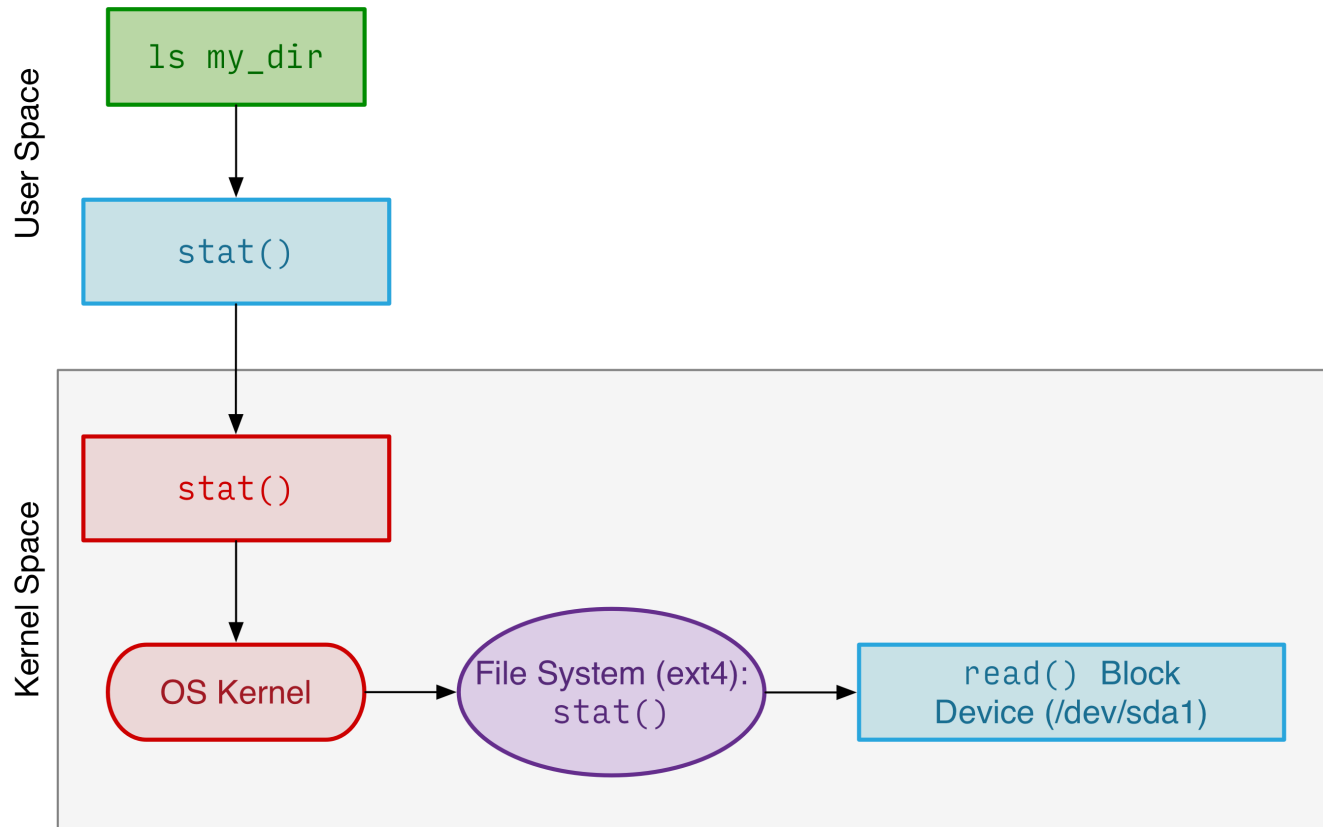 User Space
ls my_dir
stat()
Kernel Space
stat()
OS Kernel
File System (ext4):
stat()
read() Block
Device (/dev/sda1)